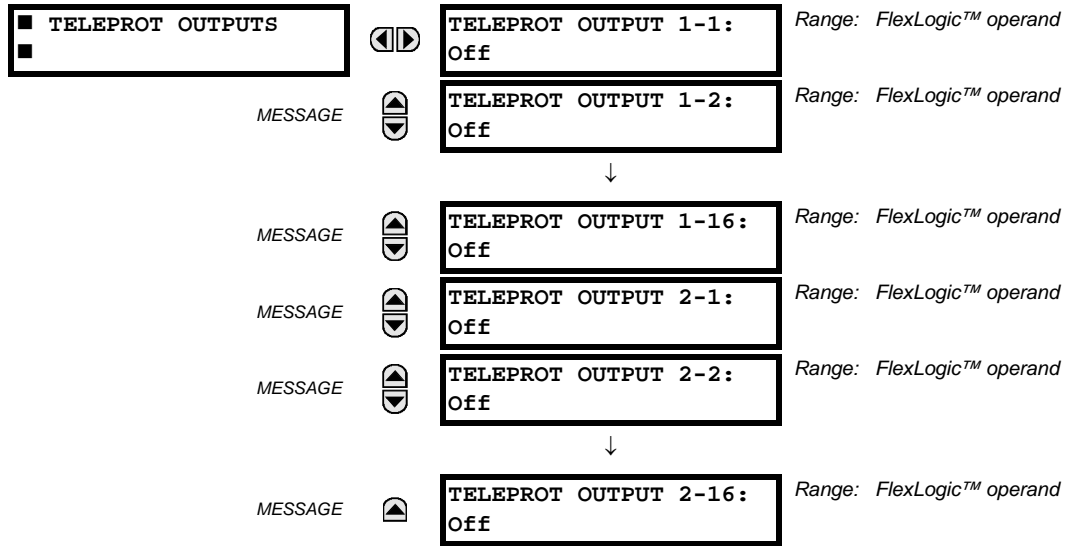 ■ TELEPROT OUTPUTS
■
TELEPROT OUTPUT 1-1:
Off
Range: FlexLogic™ operand
MESSAGE
TELEPROT OUTPUT 1-2:
Off
Range: FlexLogic™ operand
↓
MESSAGE
TELEPROT OUTPUT 1-16:
Off
Range: FlexLogic™ operand
MESSAGE
TELEPROT OUTPUT 2-1:
Off
Range: FlexLogic™ operand
MESSAGE
TELEPROT OUTPUT 2-2:
Off
Range: FlexLogic™ operand
↓
MESSAGE
TELEPROT OUTPUT 2-16:
Off
Range: FlexLogic™ operand